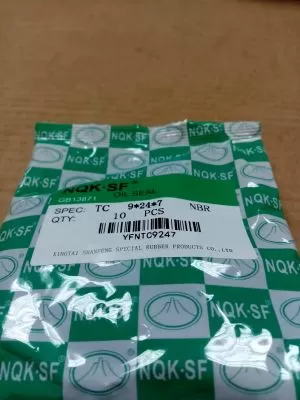 NQK·SF
NQK·SF
NQK·SF®
OIL SEAL
GB13871
SPEC: TC 9*24*7 NBR
QTY: 10 PCS
YFNTC9247
XINGTAI SHANFENG SPECIAL RUBBER PRODUCTS CO.,LTD
NQK·SF
NQK·SF
NQK·SF